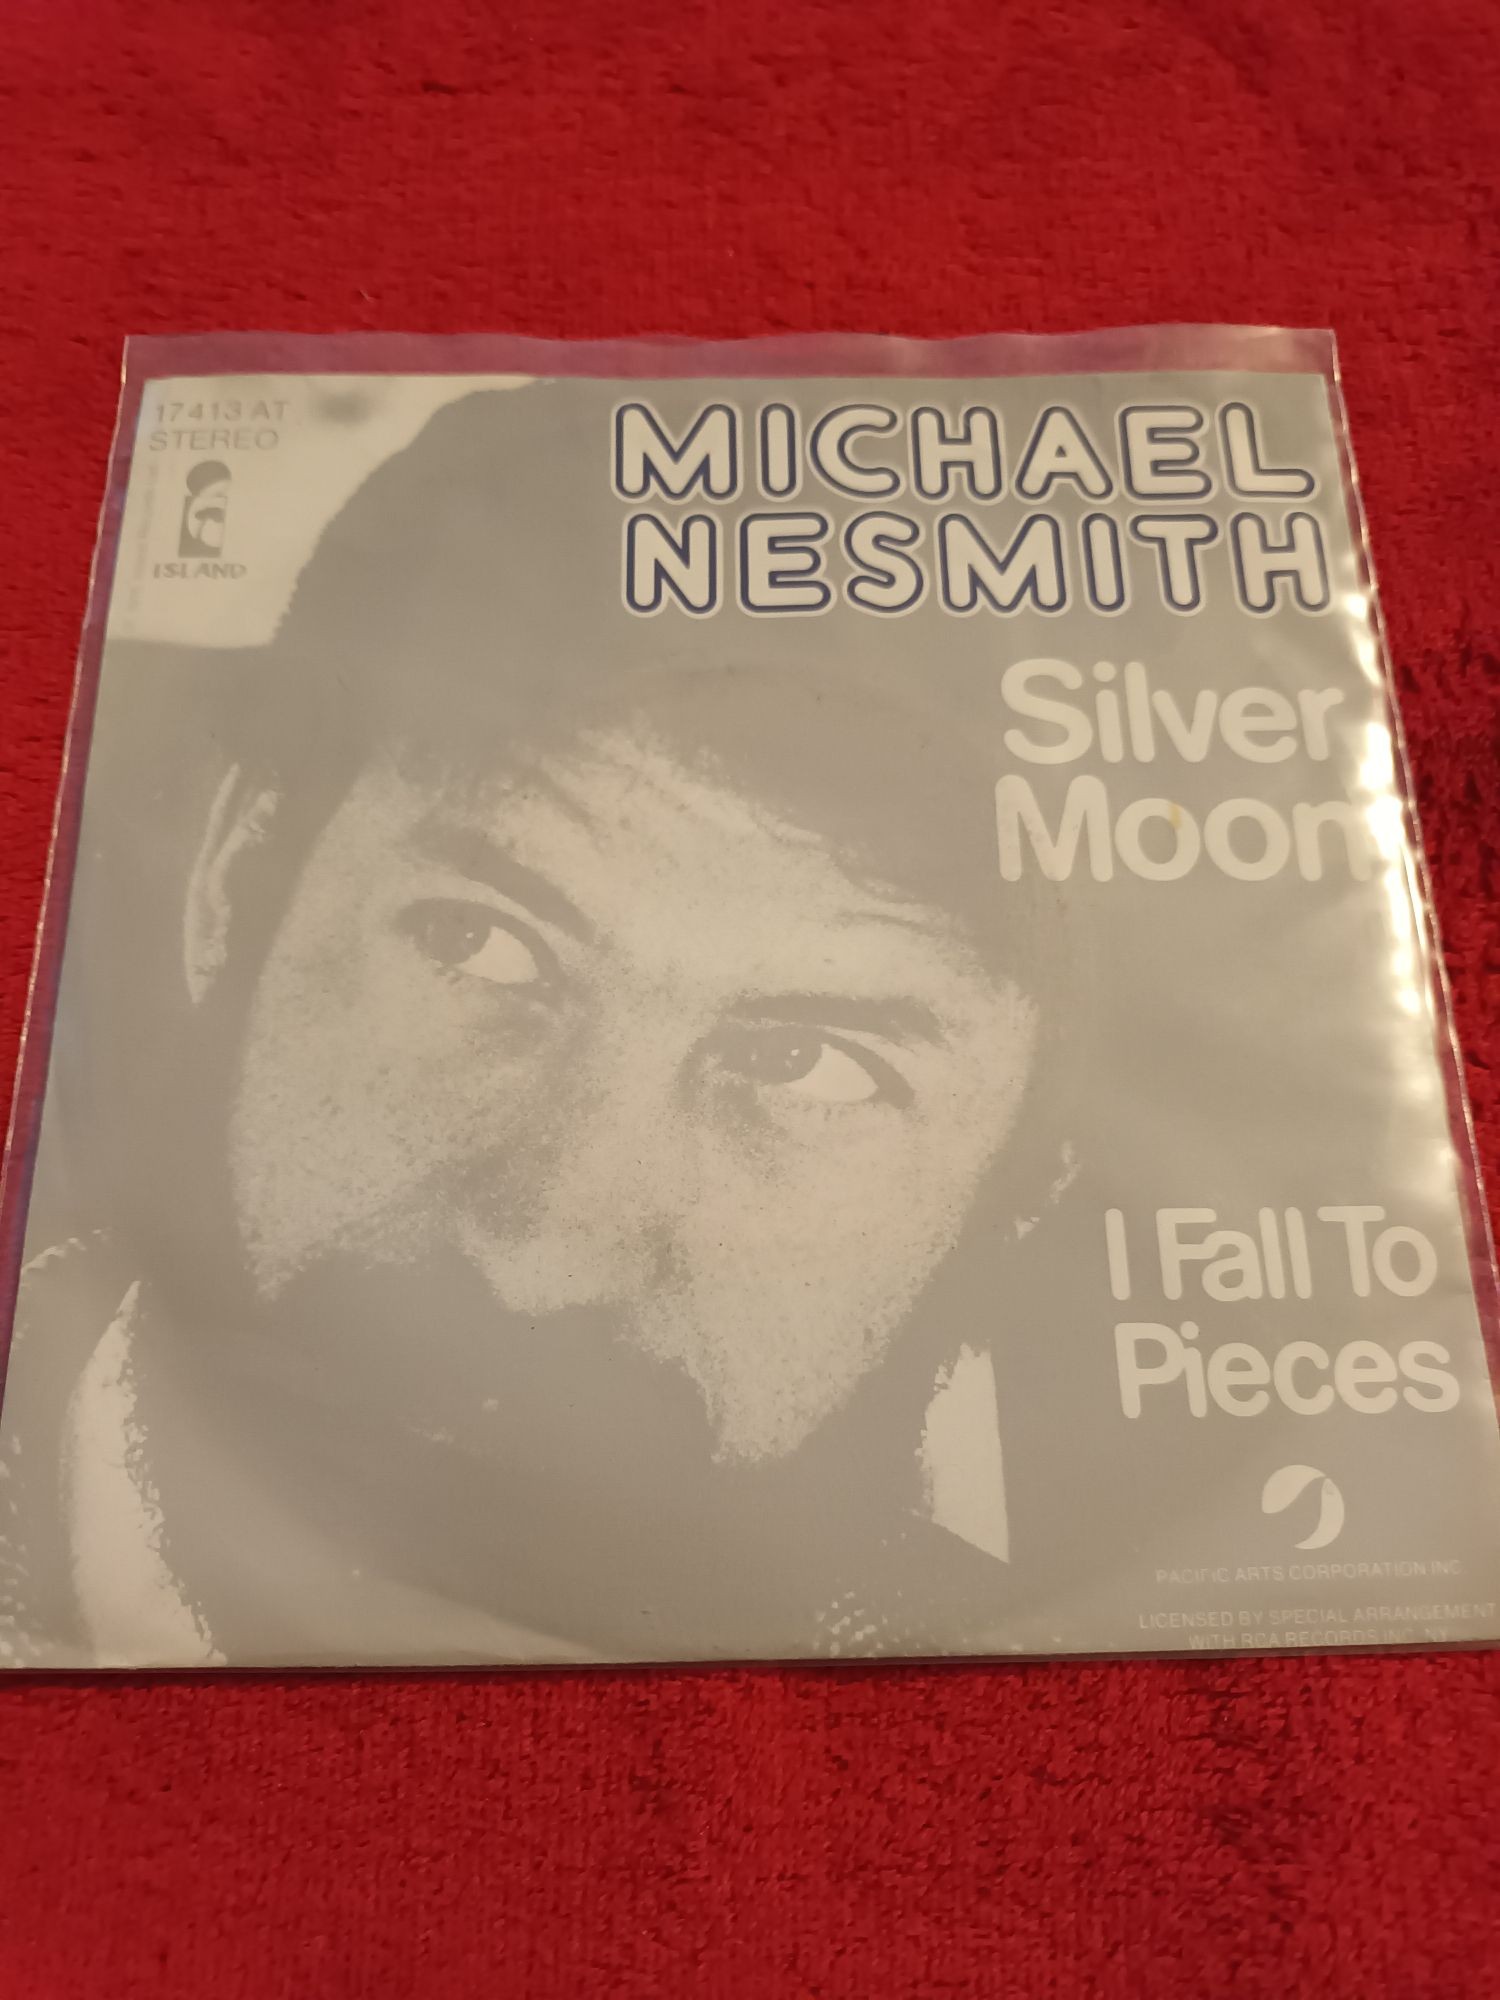 17413 AT
STEREO
ISLAND
MICHAEL
NESMITH
Silver
Moon
I Fall To
Pieces
PACIFIC ARTS CORPORATION INC.
LICENSED BY SPECIAL ARRANGEMENT
WITH RCA RECORDS INC. NY